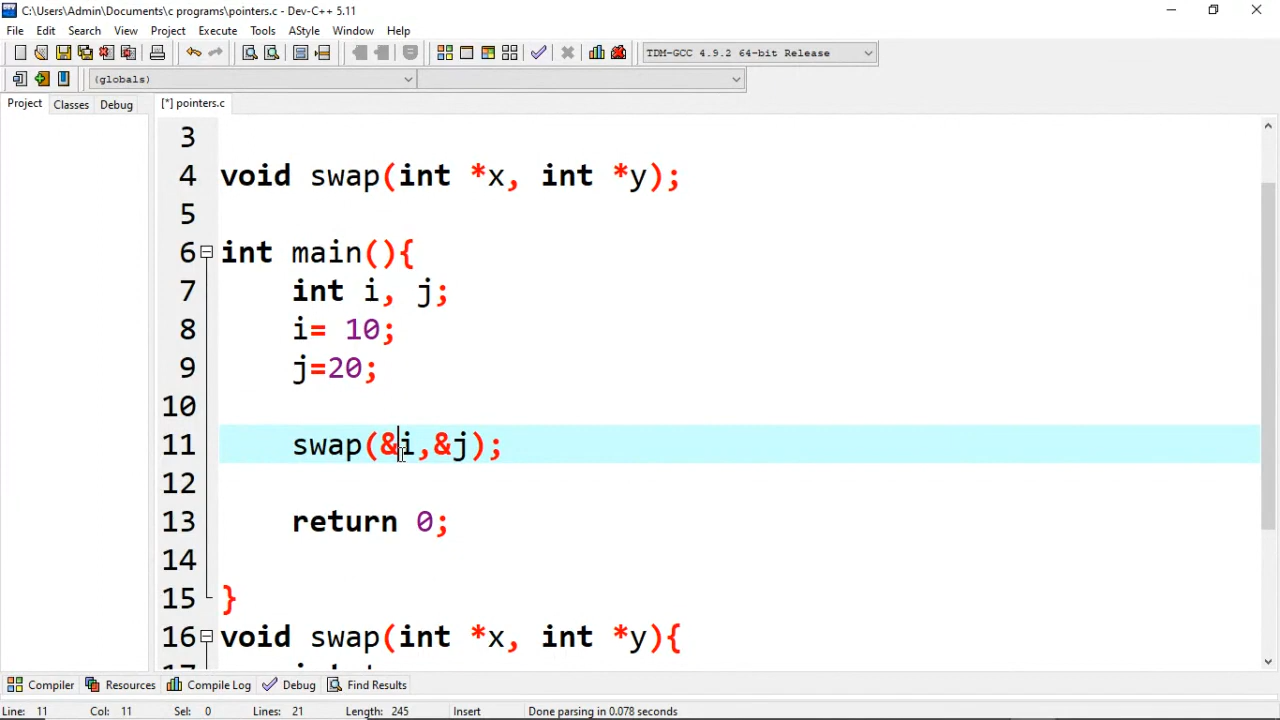 C:\Users\Admin\Documents\c programs\pointers.c - Dev-C++ 5.11
File Edit Search View Project Execute Tools AStyle Window Help
TDM-GCC 4.9.2 64-bit Release
(globals)
Project Classes Debug [*] pointers.c
3
4 void swap(int *x, int *y);
5
6 int main(){
7 int i, j;
8 i= 10;
9 j=20;
10
11 swap(&i,&j);
12
13 return 0;
14
15 }
16 void swap(int *x, int *y){
Compiler Resources Compile Log Debug Find Results
Line: 11 Col: 11 Sel: 0 Lines: 21 Length: 245 Insert Done parsing in 0.078 seconds